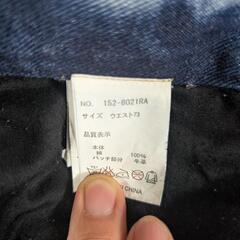 NO. 152-8021RA
サイズ ウエスト73
品質表示
本体
綿 100%
パッチ部分 牛革
CHINA